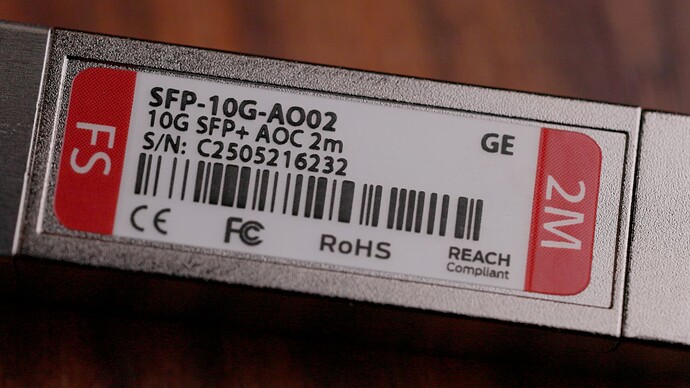 FS
SFP-10G-AO02
10G SFP+ AOC 2m
S/N: C2505216232
GE
CE FC RoHS REACH
Compliant
2M